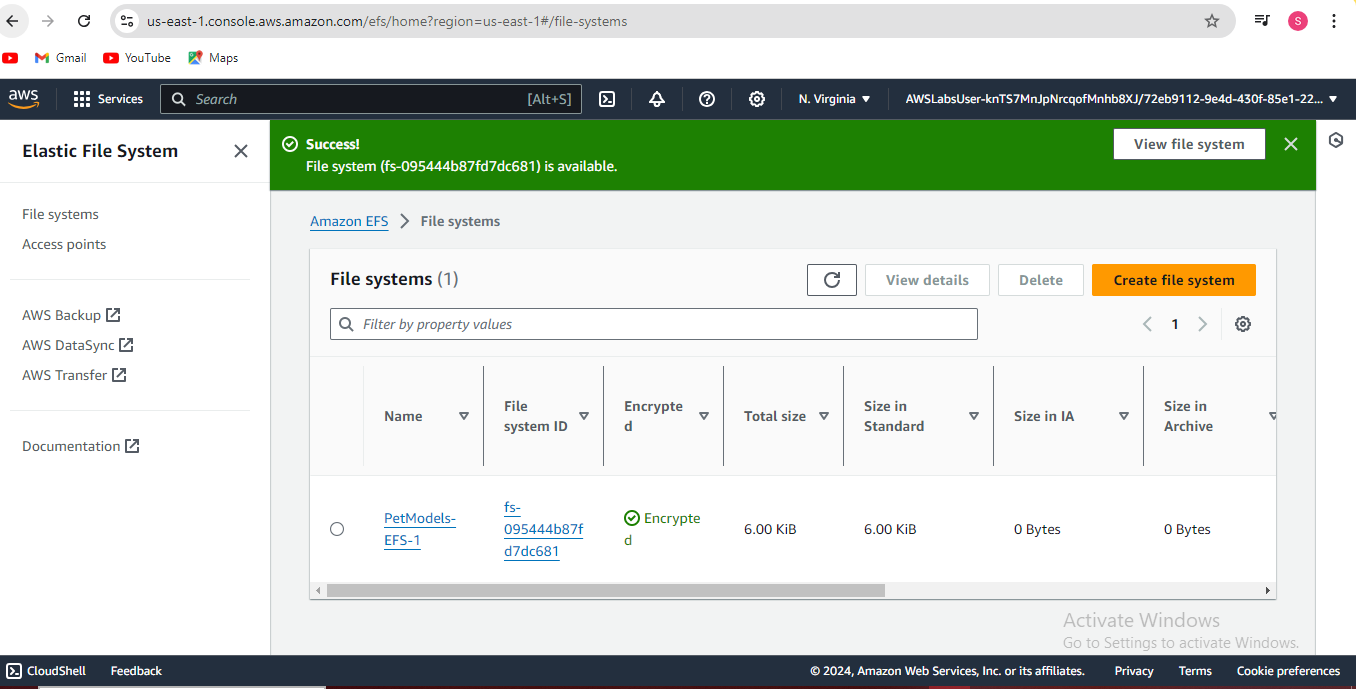 us-east-1.console.aws.amazon.com/efs/home?region=us-east-1#/file-systems
S
Gmail
YouTube
Maps
aws
Services
Search
[Alt+S]
N. Virginia
AWSLabsUser-knTS7MnJpNrcqofMnhb8XJ/72eb9112-9e4d-430f-85e1-22...
Elastic File System
File systems
Access points
AWS Backup
AWS DataSync
AWS Transfer
Documentation
Success!
File system (fs-095444b87fd7dc681) is available.
View file system
Amazon EFS
File systems
File systems (1)
View details
Delete
Create file system
Filter by property values
1
Name
File
system ID
Encrypte
d
Total size
Size in
Standard
Size in IA
Size in
Archive
PetModels-
EFS-1
fs-
095444b87f
d7dc681
Encrypte
d
6.00 KiB
6.00 KiB
0 Bytes
0 Bytes
Activate Windows
Go to Settings to activate Windows.
CloudShell
Feedback
© 2024, Amazon Web Services, Inc. or its affiliates.
Privacy
Terms
Cookie preferences